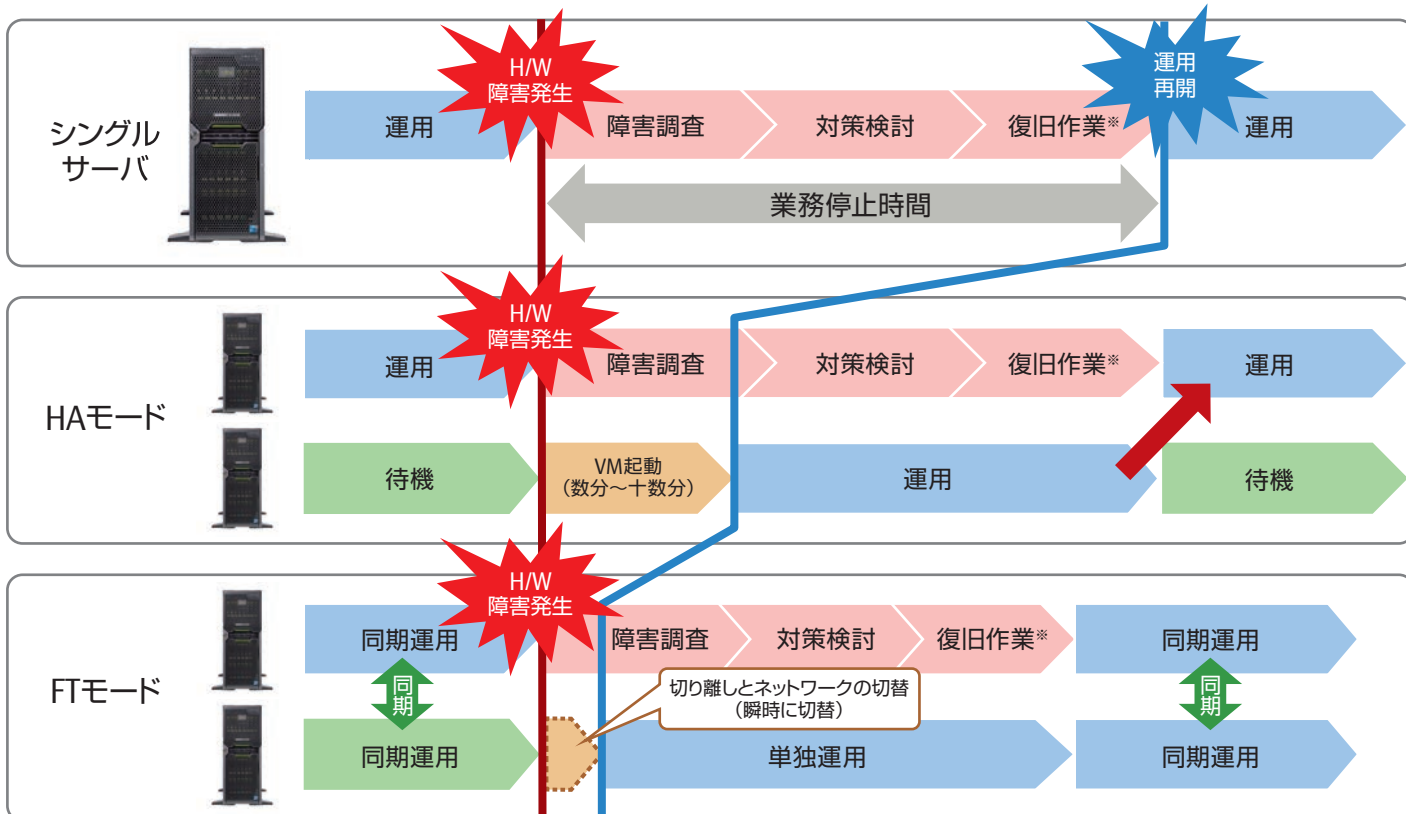 シングル
サーバ
運用
H/W
障害発生
障害調査
対策検討
復旧作業※
運用
再開
運用
業務停止時間
HAモード
運用
H/W
障害発生
障害調査
対策検討
復旧作業※
運用
待機
VM起動
(数分～十数分)
運用
待機
FTモード
同期運用
H/W
障害発生
障害調査
対策検討
復旧作業※
同期運用
同期
切り離しとネットワークの切替
(瞬時に切替)
同期
同期運用
単独運用
同期運用